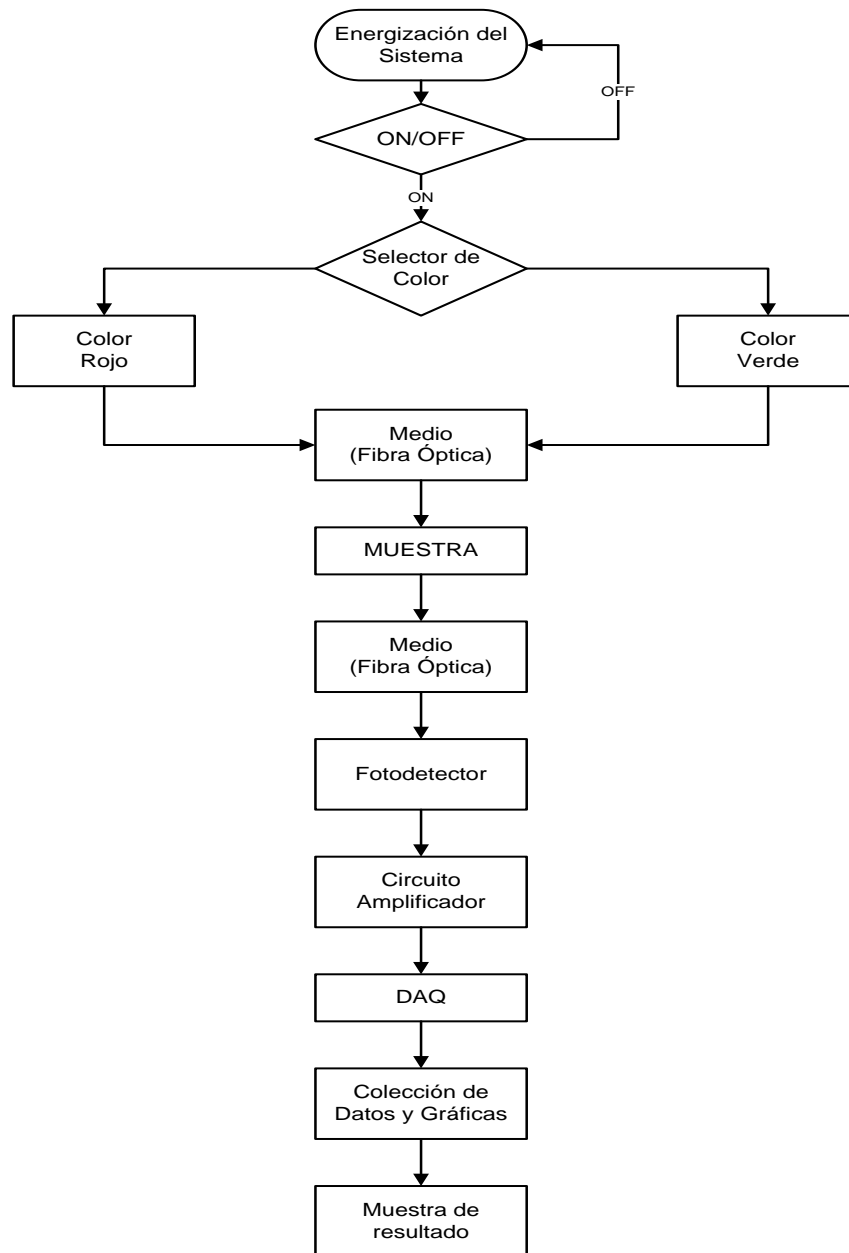 Energización del
Sistema
OFF
ON/OFF
ON
Selector de
Color
Color
Rojo
Color
Verde
Medio
(Fibra Óptica)
MUESTRA
Medio
(Fibra Óptica)
Fotodetector
Circuito
Amplificador
DAQ
Colección de
Datos y Gráficas
Muestra de
resultado